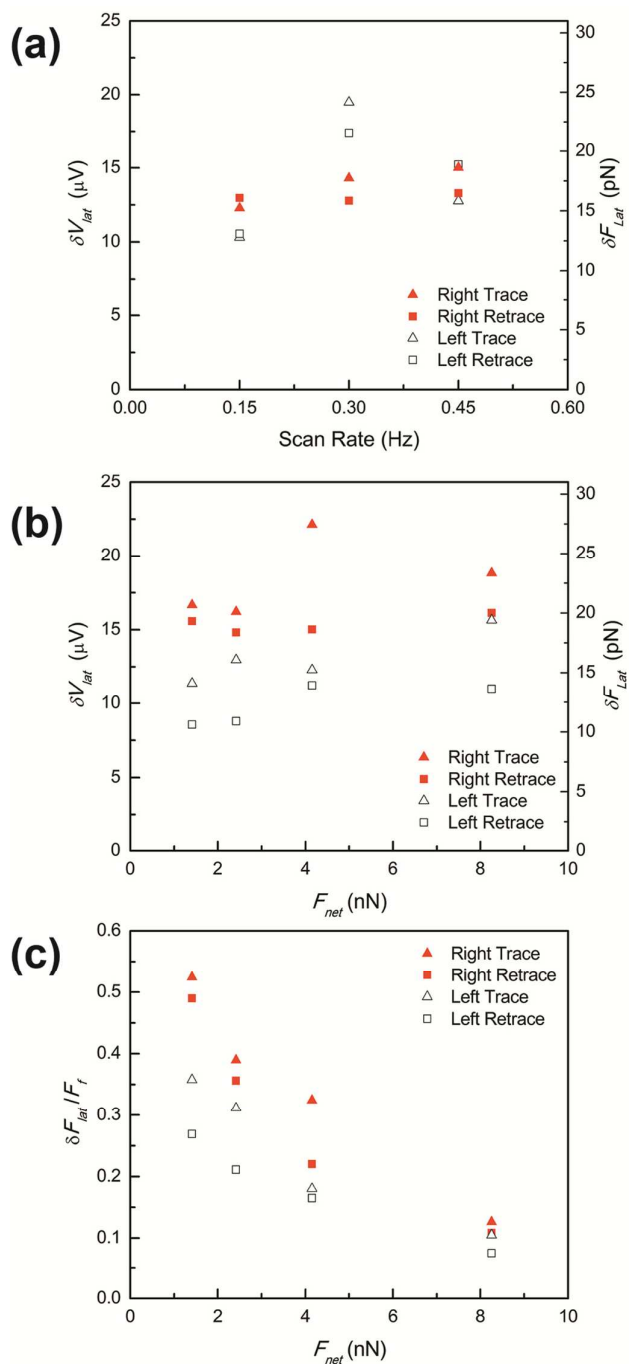 (a)
25
20
15
10
5
0
δV_lat (μV)
30
25
20
15
10
5
0
δF_Lat (pN)
Right Trace
Right Retrace
Left Trace
Left Retrace
0.00 0.15 0.30 0.45 0.60
Scan Rate (Hz)
(b)
25
20
15
10
5
0
δV_lat (μV)
30
25
20
15
10
5
0
δF_Lat (pN)
Right Trace
Right Retrace
Left Trace
Left Retrace
0 2 4 6 8 10
F_net (nN)
(c)
0.6
0.5
0.4
0.3
0.2
0.1
0.0
δF_lat/F_f
Right Trace
Right Retrace
Left Trace
Left Retrace
0 2 4 6 8 10
F_net (nN)